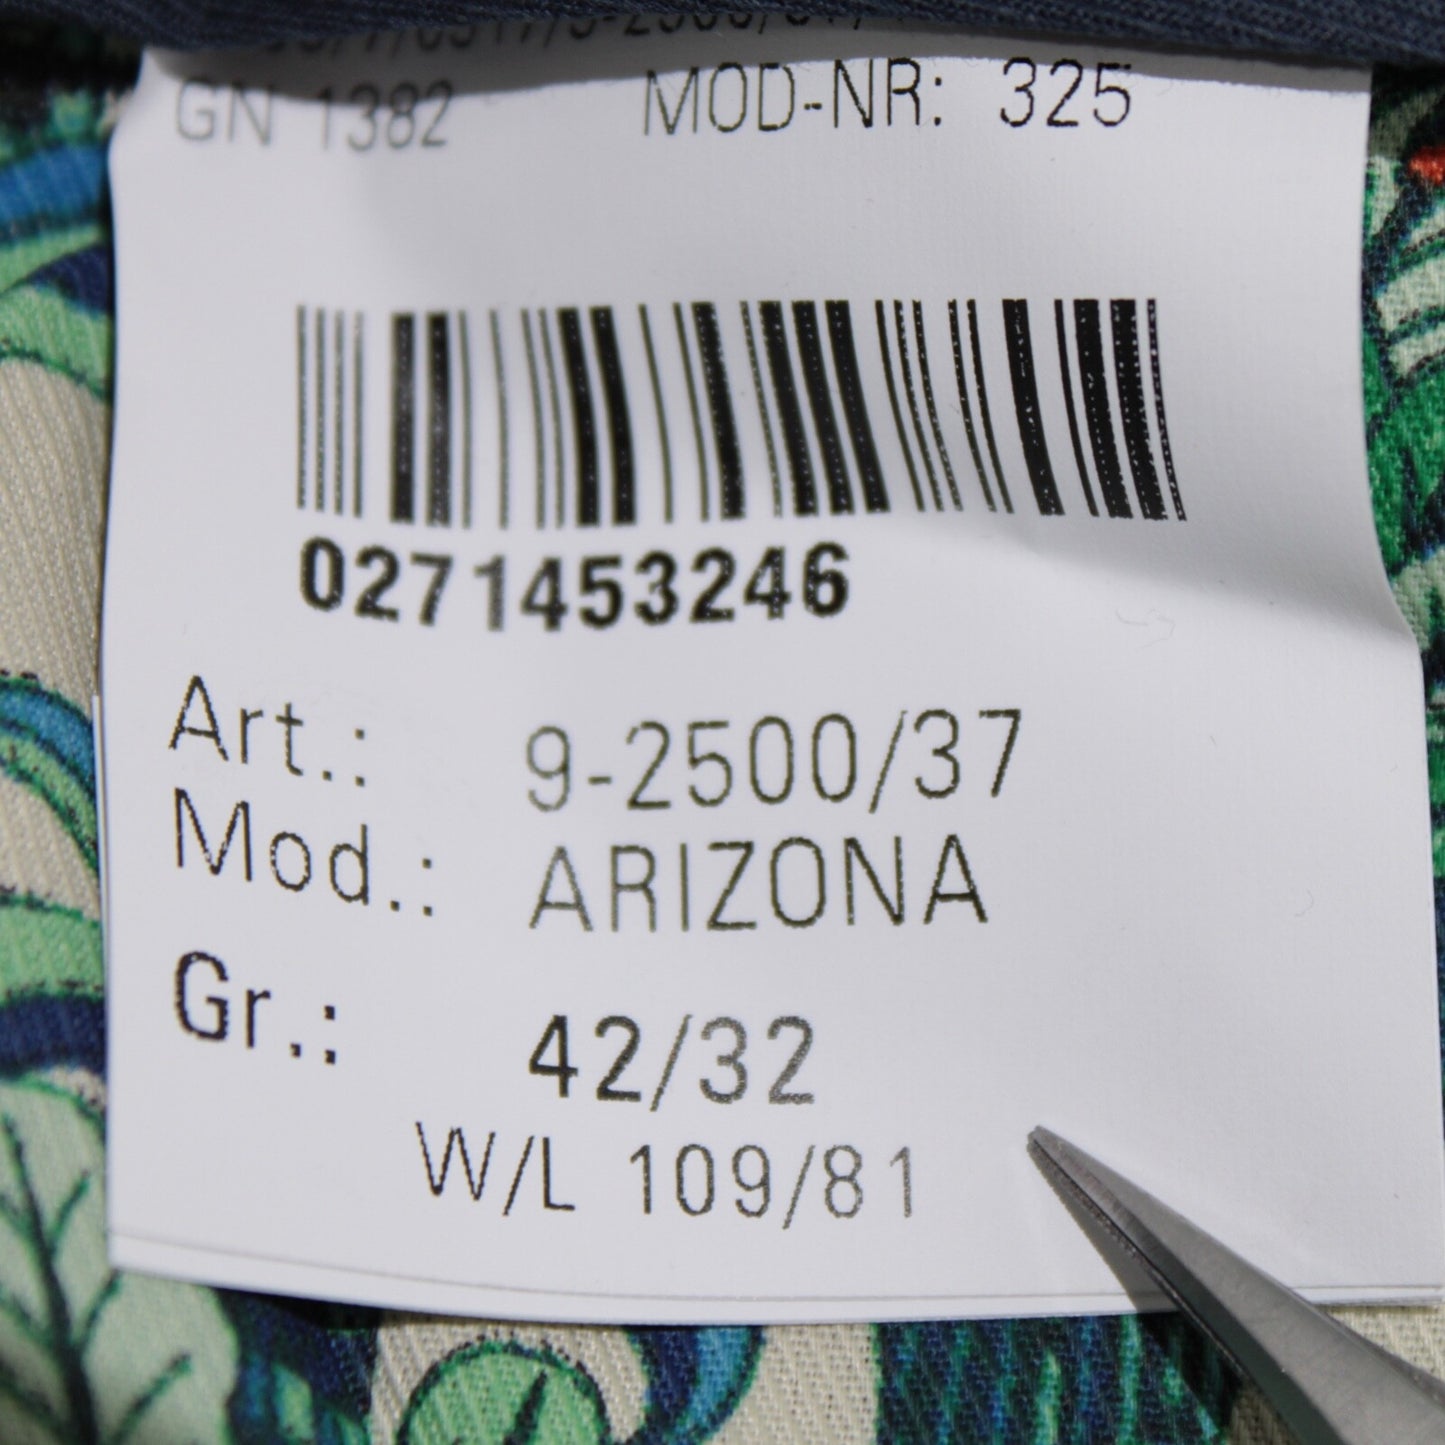 GN 1382 MOD-NR: 325
0271453246
Art.: 9-2500/37
Mod.: ARIZONA
Gr.: 42/32
W/L 109/81